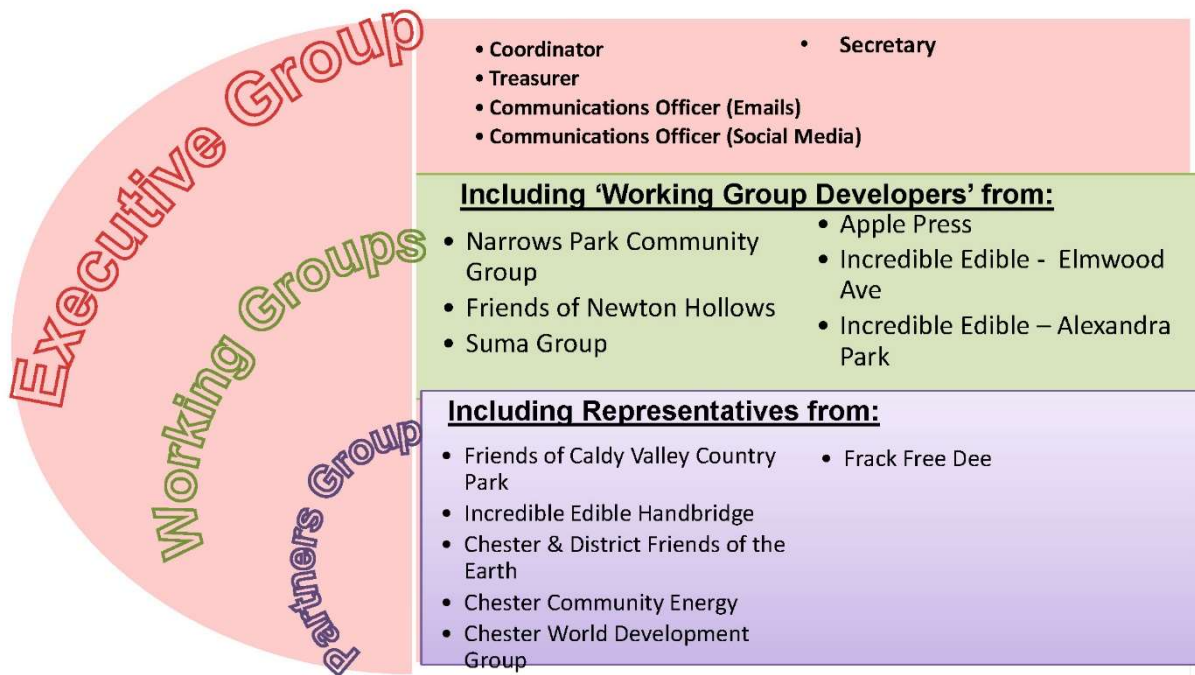 Executive Group
• Coordinator
• Treasurer
• Communications Officer (Emails)
• Communications Officer (Social Media)
• Secretary
Working Groups
Including ‘Working Group Developers’ from:
• Narrows Park Community
Group
• Friends of Newton Hollows
• Suma Group
• Apple Press
• Incredible Edible - Elmwood
Ave
• Incredible Edible – Alexandra
Park
Partners Group
Including Representatives from:
• Friends of Caldy Valley Country
Park
• Incredible Edible Handbridge
• Chester & District Friends of the
Earth
• Chester Community Energy
• Chester World Development
Group
• Frack Free Dee